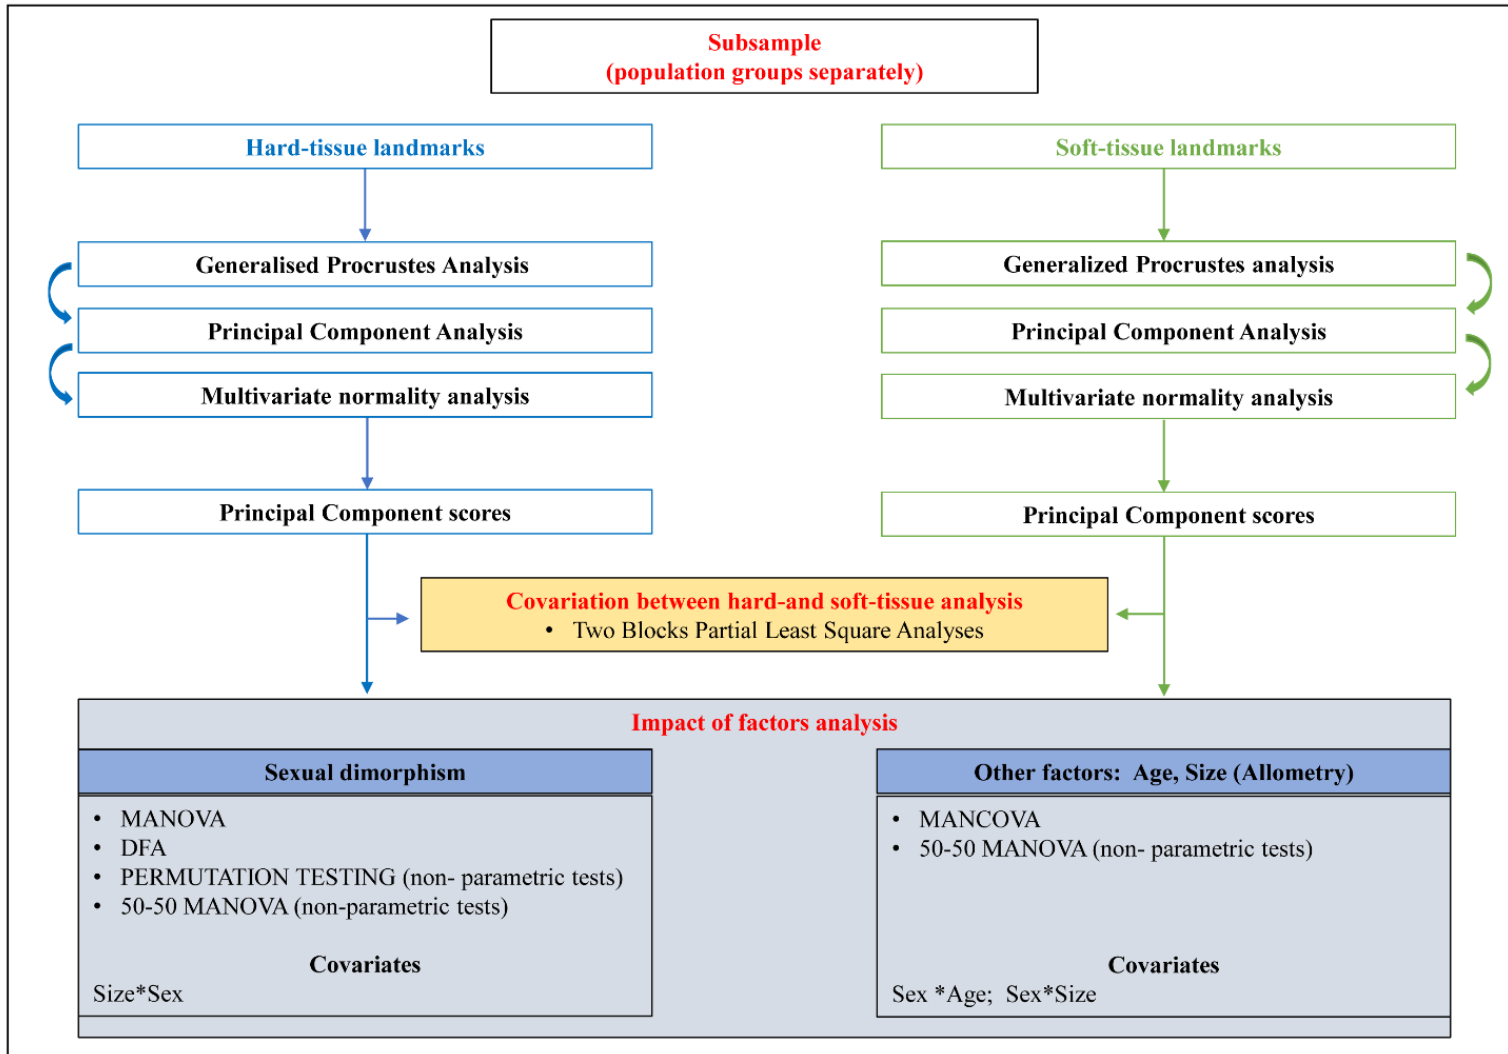 Subsample
(population groups separately)
Hard-tissue landmarks
Soft-tissue landmarks
Generalised Procrustes Analysis
Generalized Procrustes analysis
Principal Component Analysis
Principal Component Analysis
Multivariate normality analysis
Multivariate normality analysis
Principal Component scores
Principal Component scores
Covariation between hard-and soft-tissue analysis
• Two Blocks Partial Least Square Analyses
Impact of factors analysis
Sexual dimorphism
• MANOVA
• DFA
• PERMUTATION TESTING (non- parametric tests)
• 50-50 MANOVA (non-parametric tests)
Covariates
Size*Sex
Other factors: Age, Size (Allometry)
• MANCOVA
• 50-50 MANOVA (non- parametric tests)
Covariates
Sex *Age; Sex*Size